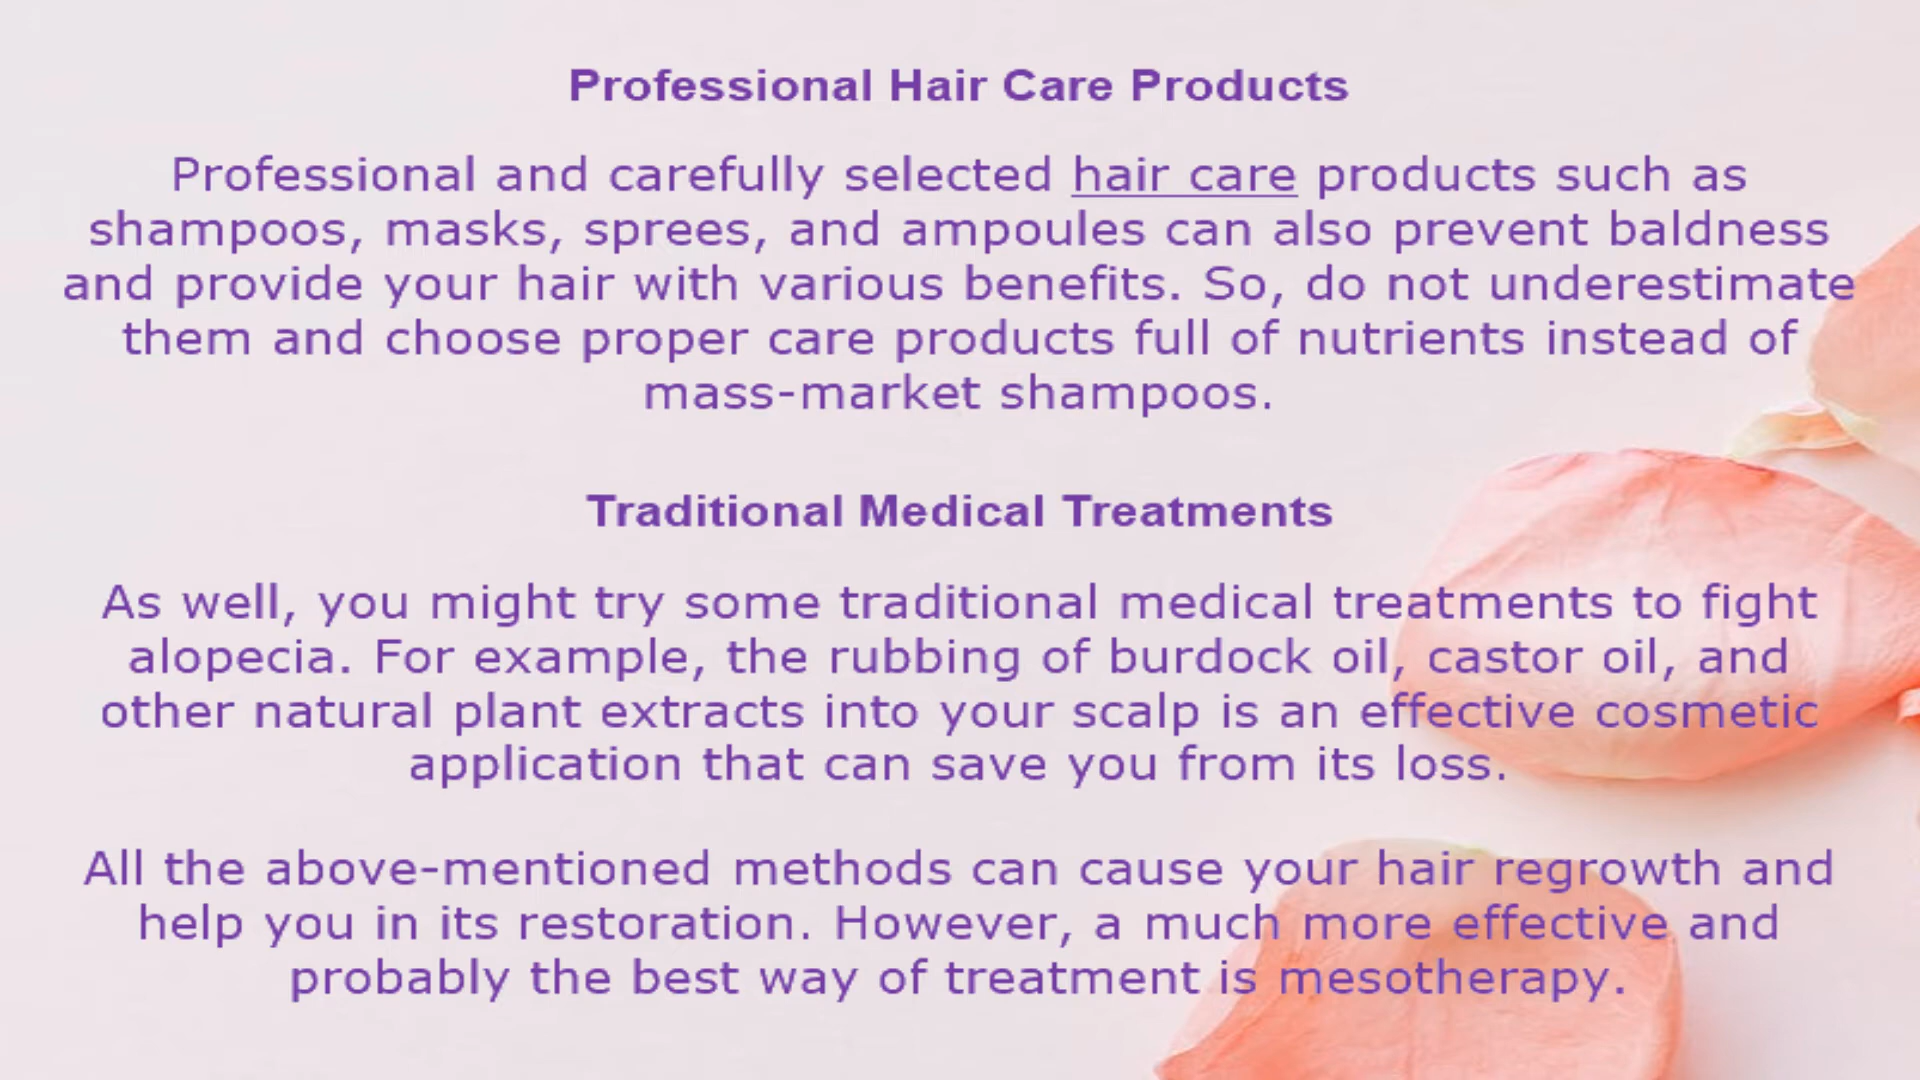 Professional Hair Care Products
Professional and carefully selected hair care products such as
shampoos, masks, sprees, and ampoules can also prevent baldness
and provide your hair with various benefits. So, do not underestimate
them and choose proper care products full of nutrients instead of
mass-market shampoos.
Traditional Medical Treatments
As well, you might try some traditional medical treatments to fight
alopecia. For example, the rubbing of burdock oil, castor oil, and
other natural plant extracts into your scalp is an effective cosmetic
application that can save you from its loss.
All the above-mentioned methods can cause your hair regrowth and
help you in its restoration. However, a much more effective and
probably the best way of treatment is mesotherapy.